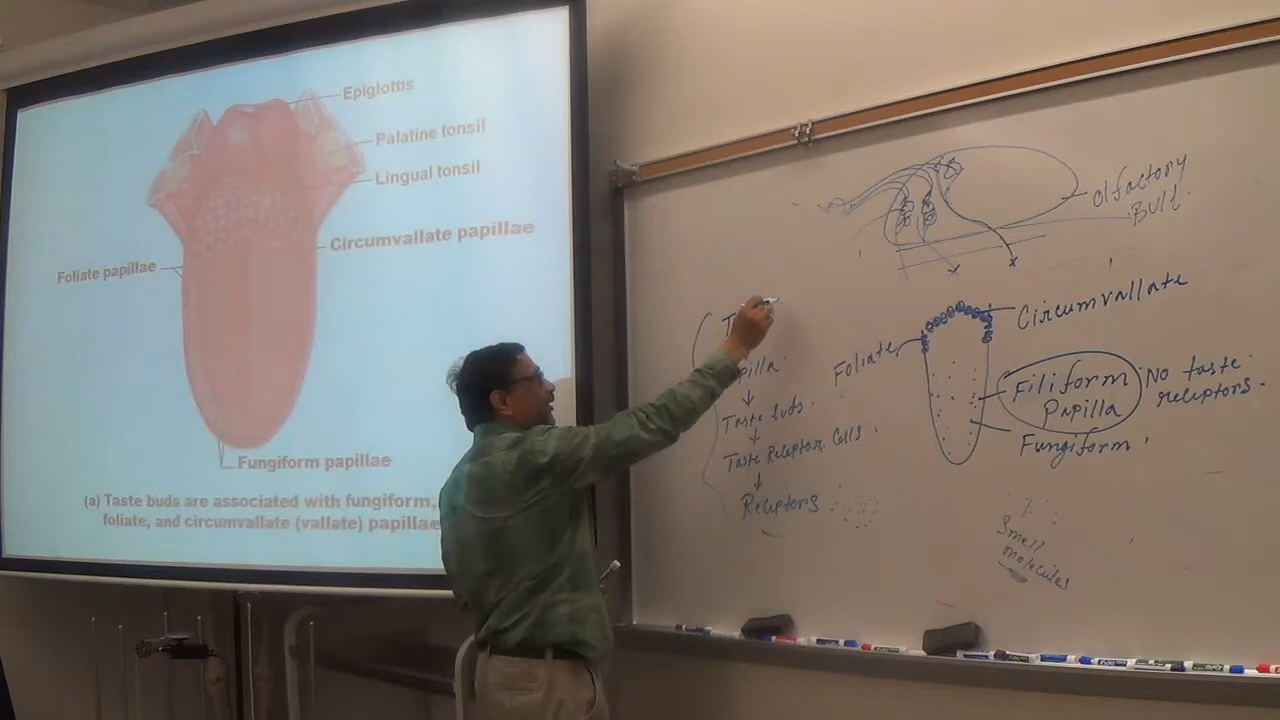 Epiglottis
Palatine tonsil
Lingual tonsil
Circumvallate papillae
Foliate papillae
Fungiform papillae
(a) Taste buds are associated with fungiform,
foliate, and circumvallate (vallate) papillae
Olfactory
Bulb.
Circumvallate
Foliate
Filiform
Papilla
No taste
receptors.
Fungiform.
Taste buds.
Taste Receptor Cells.
Receptors
Small
molecules